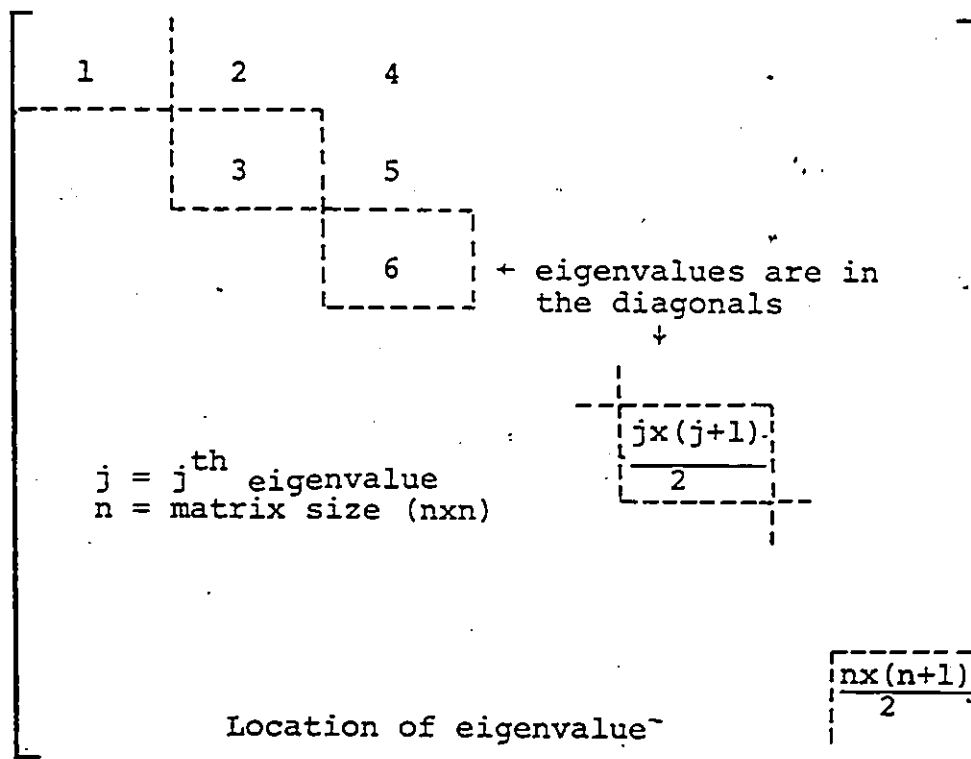 1 2 4
3 5
6 ← eigenvalues are in
the diagonals
↓
jx(j+1)
2
j = j th eigenvalue
n = matrix size (nxn)
nx(n+1)
2
Location of eigenvalue